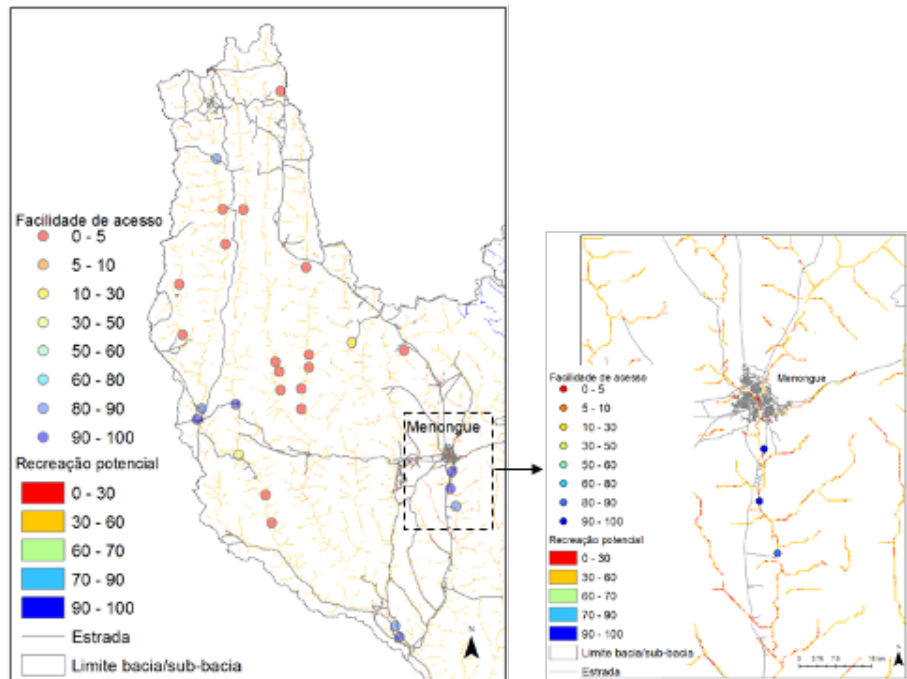 Facilidade de acesso
0 - 5
5 - 10
10 - 30
30 - 50
50 - 60
60 - 80
80 - 90
90 - 100
Recreação potencial
0 - 30
30 - 60
60 - 70
70 - 90
90 - 100
Estrada
Limite bacia/sub-bacia
Menongue
N
Menongue
Facilidade de acesso
0 - 5
5 - 10
10 - 30
30 - 50
50 - 60
60 - 80
80 - 90
90 - 100
Recreação potencial
0 - 30
30 - 60
60 - 70
70 - 90
90 - 100
Limite bacia/sub-bacia
Estrada
N